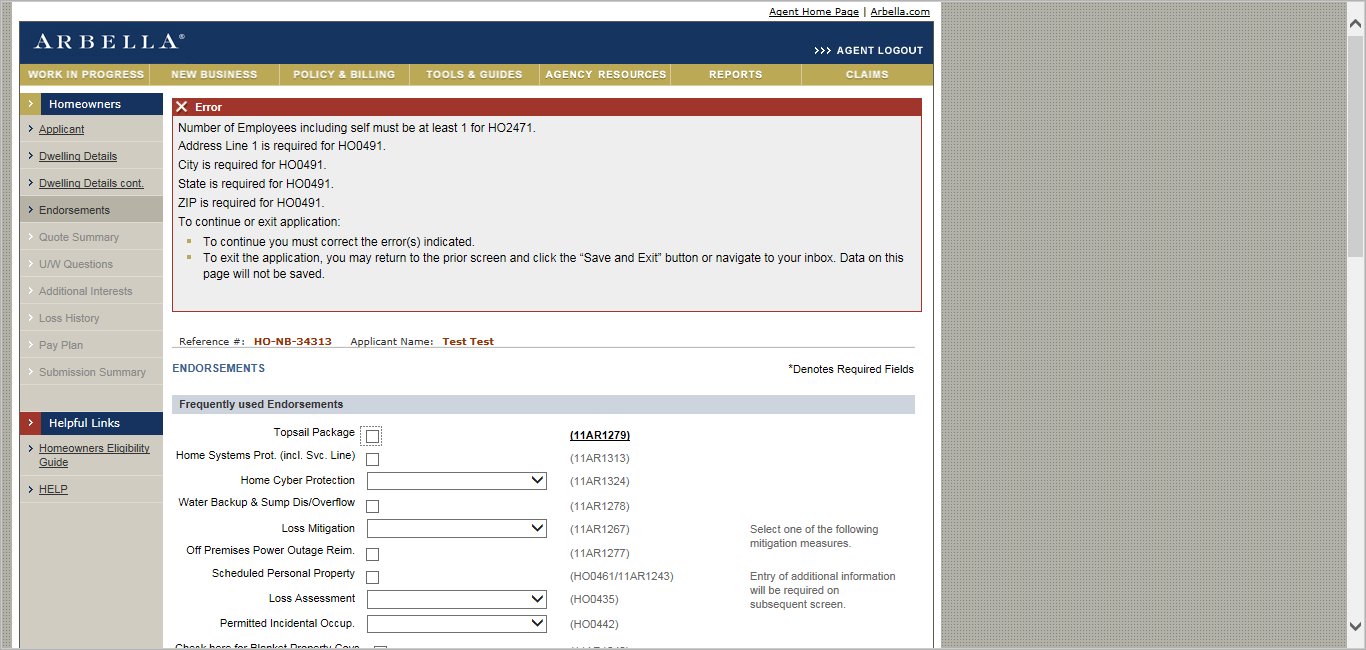 Agent Home Page | Arbella.com
ARBELLA®
>>> AGENT LOGOUT
WORK IN PROGRESS NEW BUSINESS POLICY & BILLING TOOLS & GUIDES AGENCY RESOURCES REPORTS CLAIMS
Homeowners
Applicant
Dwelling Details
Dwelling Details cont.
Endorsements
Quote Summary
U/W Questions
Additional Interests
Loss History
Pay Plan
Submission Summary
Helpful Links
Homeowners Eligibility
Guide
HELP
Error
Number of Employees including self must be at least 1 for HO2471.
Address Line 1 is required for HO0491.
City is required for HO0491.
State is required for HO0491.
ZIP is required for HO0491.
To continue or exit application:
To continue you must correct the error(s) indicated.
To exit the application, you may return to the prior screen and click the “Save and Exit” button or navigate to your inbox. Data on this
page will not be saved.
Reference #: HO-NB-34313 Applicant Name: Test Test
ENDORSEMENTS
*Denotes Required Fields
Frequently used Endorsements
Topsail Package (11AR1279)
Home Systems Prot. (incl. Svc. Line) (11AR1313)
Home Cyber Protection (11AR1324)
Water Backup & Sump Dis/Overflow (11AR1278)
Loss Mitigation (11AR1267) Select one of the following
mitigation measures.
Off Premises Power Outage Reim. (11AR1277)
Scheduled Personal Property (HO0461/11AR1243) Entry of additional information
will be required on
subsequent screen.
Loss Assessment (HO0435)
Permitted Incidental Occup. (HO0442)
Check here for Blanket Property Covs